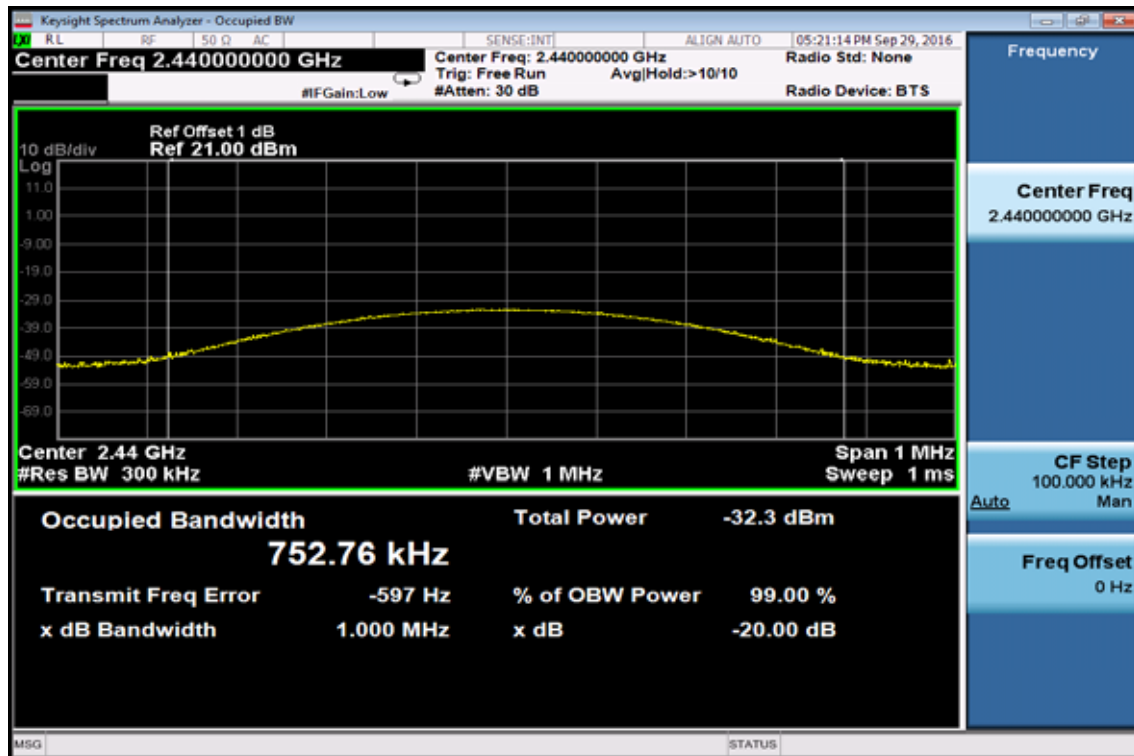 Keysight Spectrum Analyzer - Occupied BW
LXI RL RF 50 Ω AC SENSE:INT ALIGN AUTO 05:21:14 PM Sep 29, 2016
Center Freq 2.440000000 GHz
Center Freq: 2.440000000 GHz Radio Std: None
Trig: Free Run Avg|Hold:>10/10
#IFGain:Low #Atten: 30 dB Radio Device: BTS
Ref Offset 1 dB
10 dB/div Ref 21.00 dBm
Log
11.0
1.00
-9.00
-19.0
-29.0
-39.0
-49.0
-59.0
-69.0
Center 2.44 GHz Span 1 MHz
#Res BW 300 kHz #VBW 1 MHz Sweep 1 ms
Occupied Bandwidth Total Power -32.3 dBm
752.76 kHz
Transmit Freq Error -597 Hz % of OBW Power 99.00 %
x dB Bandwidth 1.000 MHz x dB -20.00 dB
MSG STATUS
Frequency
Center Freq
2.440000000 GHz
CF Step
100.000 kHz
Auto Man
Freq Offset
0 Hz